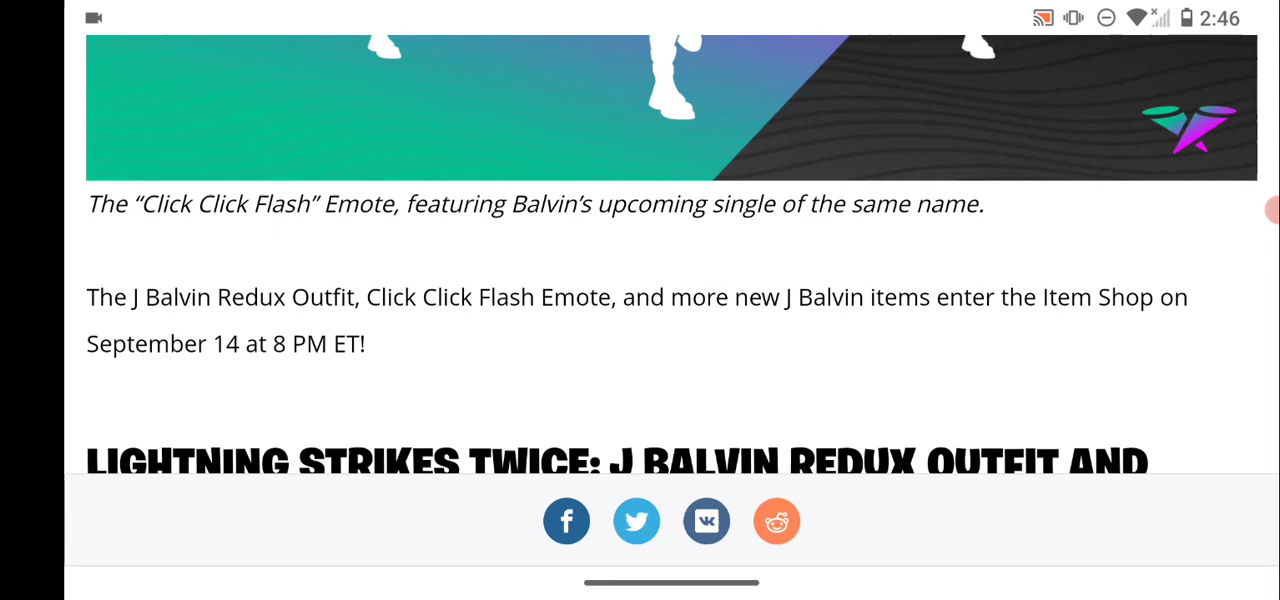 2:46
The “Click Click Flash” Emote, featuring Balvin’s upcoming single of the same name.
The J Balvin Redux Outfit, Click Click Flash Emote, and more new J Balvin items enter the Item Shop on
September 14 at 8 PM ET!
LIGHTNING STRIKES TWICE: J BALVIN REDUX OUTFIT AND